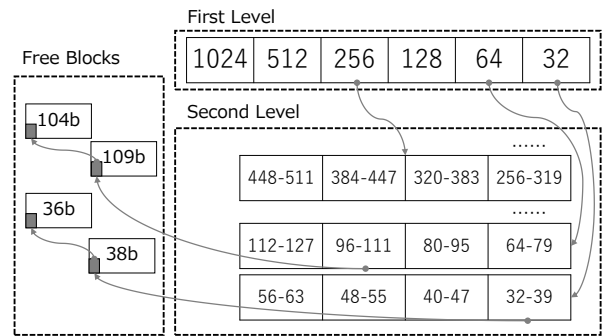 First Level
1024 512 256 128 64 32
Free Blocks
Second Level
104b
109b
36b
38b
......
448-511 384-447 320-383 256-319
......
112-127 96-111 80-95 64-79
56-63 48-55 40-47 32-39